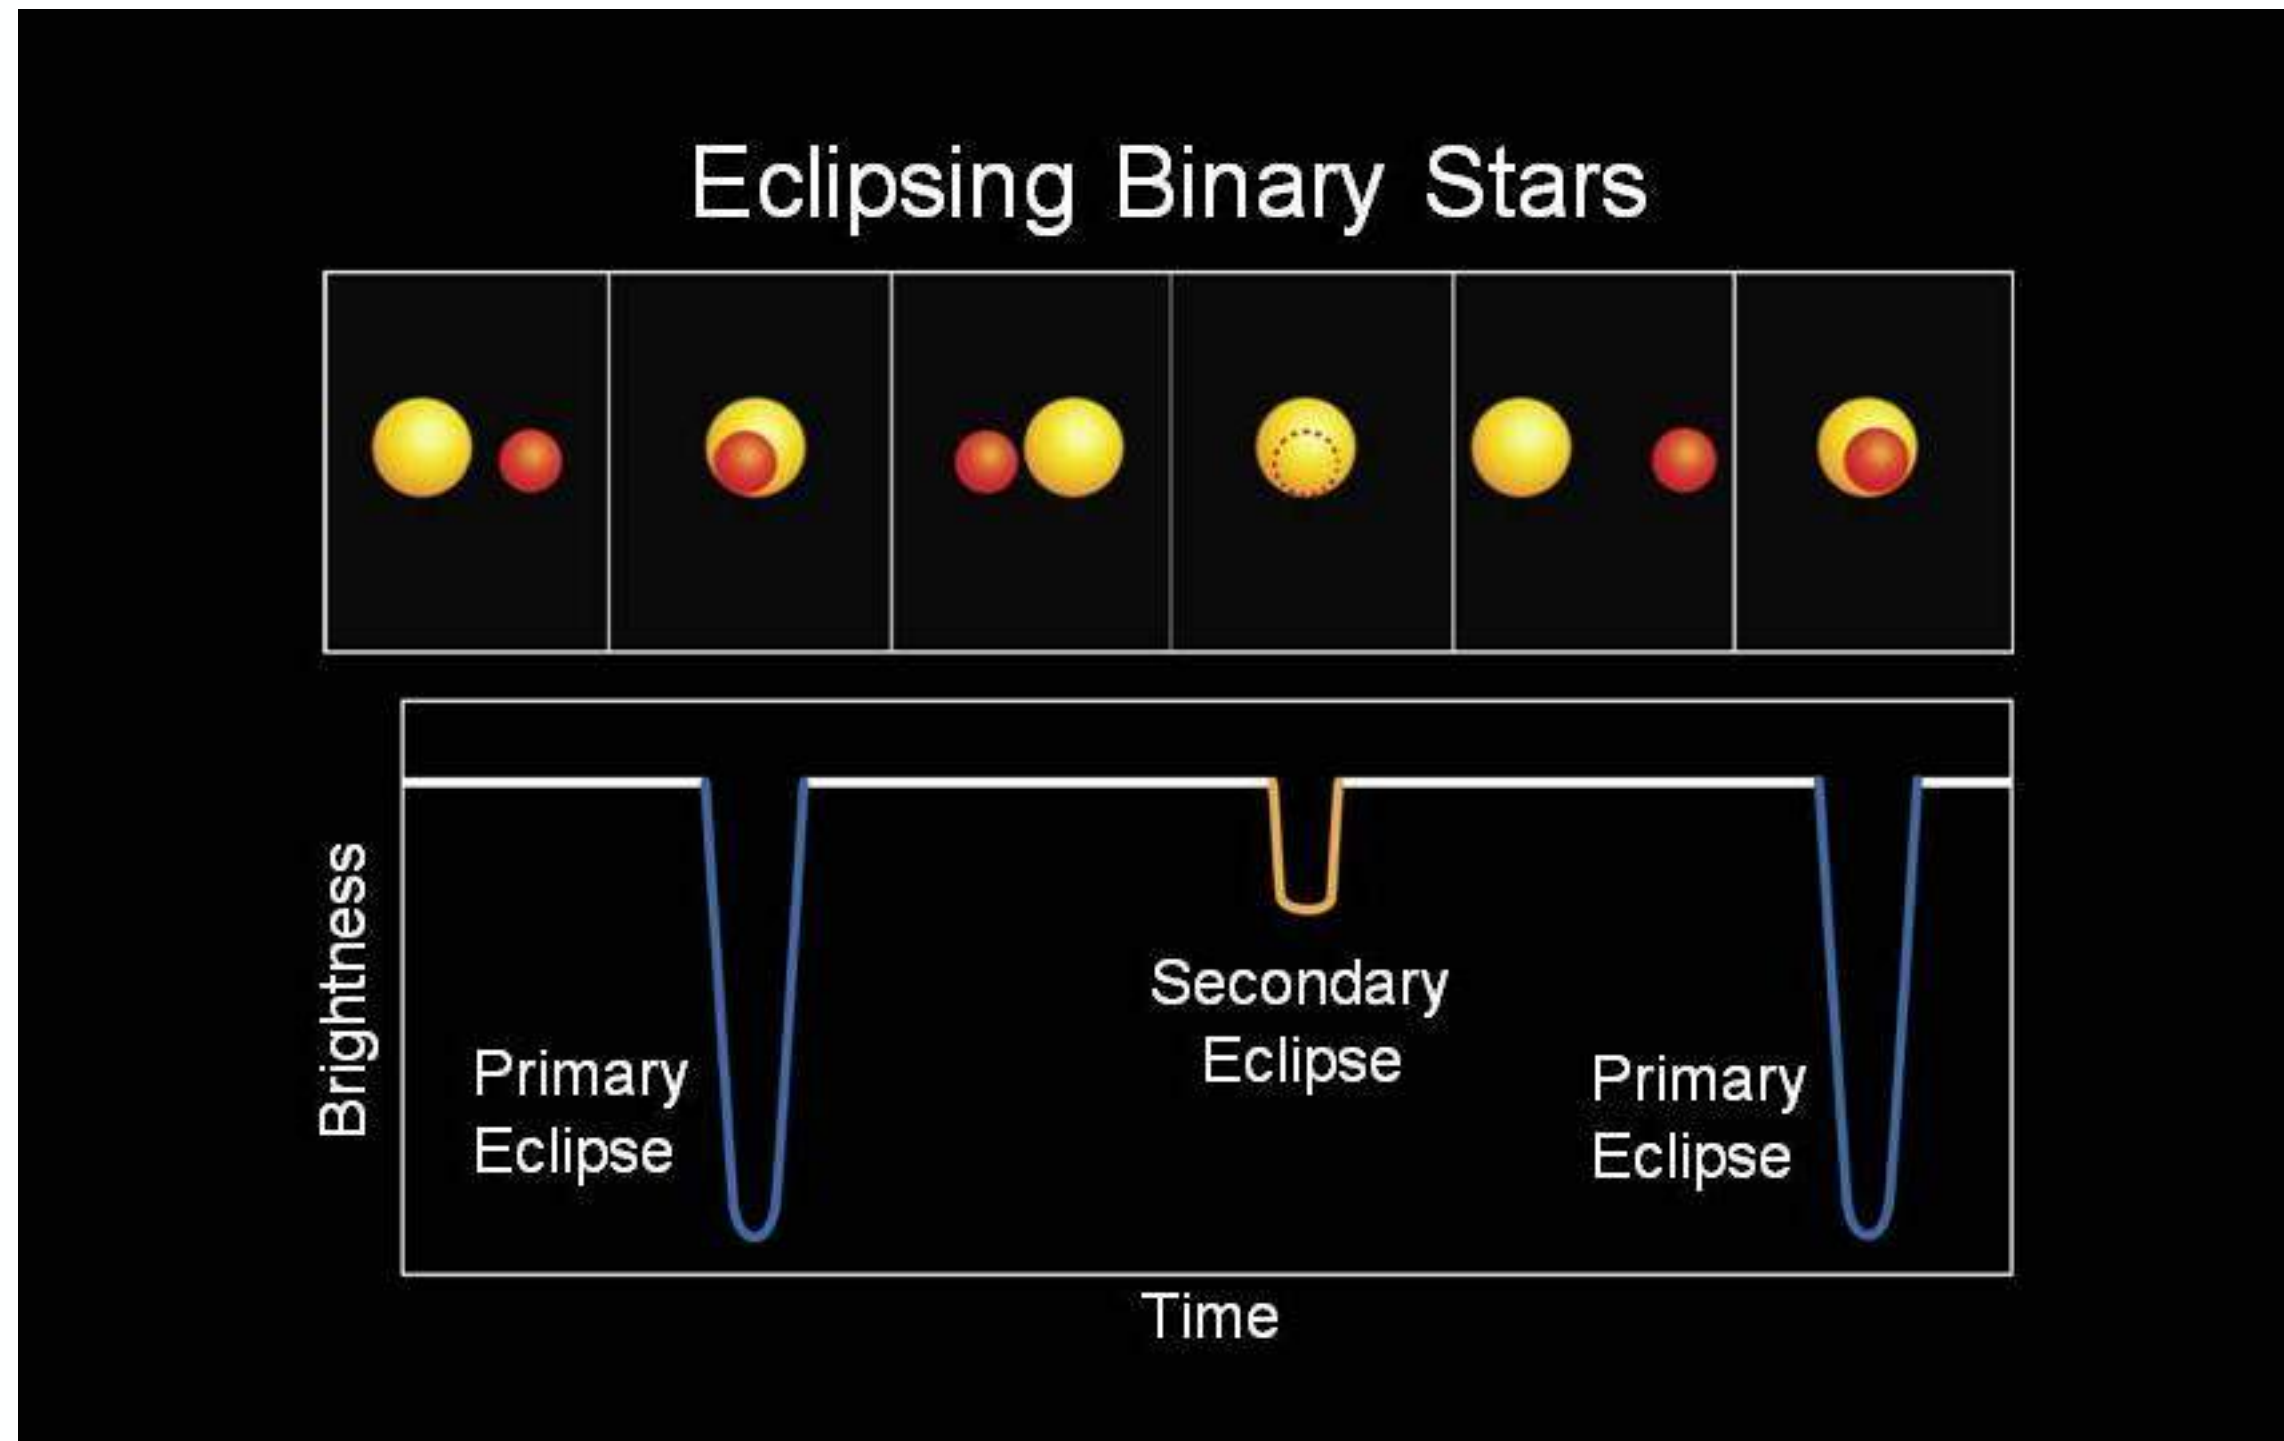 Eclipsing Binary Stars
Brightness
Primary
Eclipse
Secondary
Eclipse
Primary
Eclipse
Time